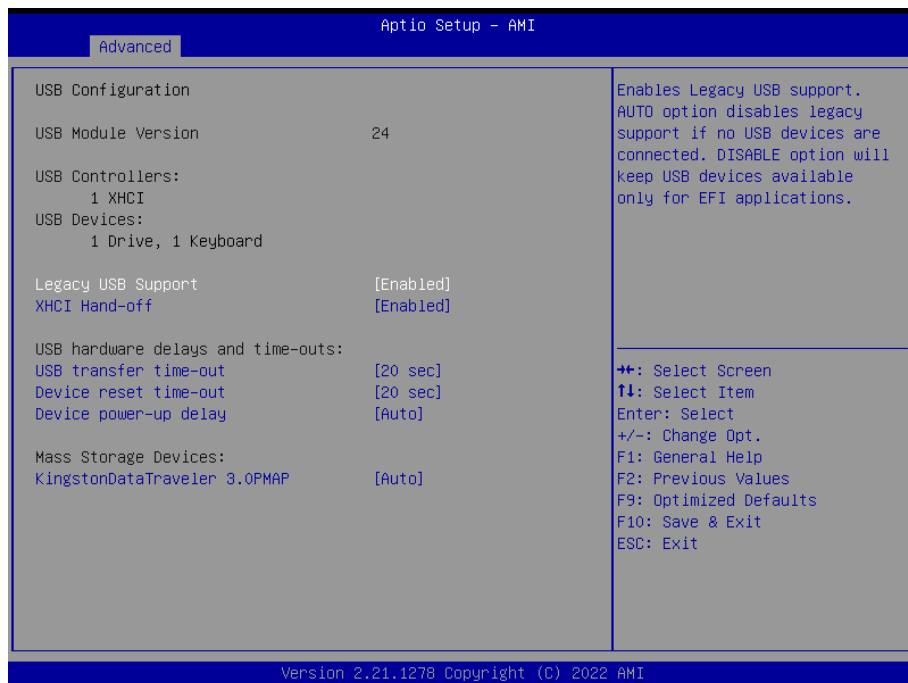 Aptio Setup – AMI
Advanced
USB Configuration
USB Module Version 24
USB Controllers:
1 XHCI
USB Devices:
1 Drive, 1 Keyboard
Legacy USB Support [Enabled]
XHCI Hand-off [Enabled]
USB hardware delays and time-outs:
USB transfer time-out [20 sec]
Device reset time-out [20 sec]
Device power-up delay [Auto]
Mass Storage Devices:
KingstonDataTraveler 3.0PMAP [Auto]
Enables Legacy USB support.
AUTO option disables legacy
support if no USB devices are
connected. DISABLE option will
keep USB devices available
only for EFI applications.
→←: Select Screen
↑↓: Select Item
Enter: Select
+/-: Change Opt.
F1: General Help
F2: Previous Values
F9: Optimized Defaults
F10: Save & Exit
ESC: Exit
Version 2.21.1278 Copyright (C) 2022 AMI